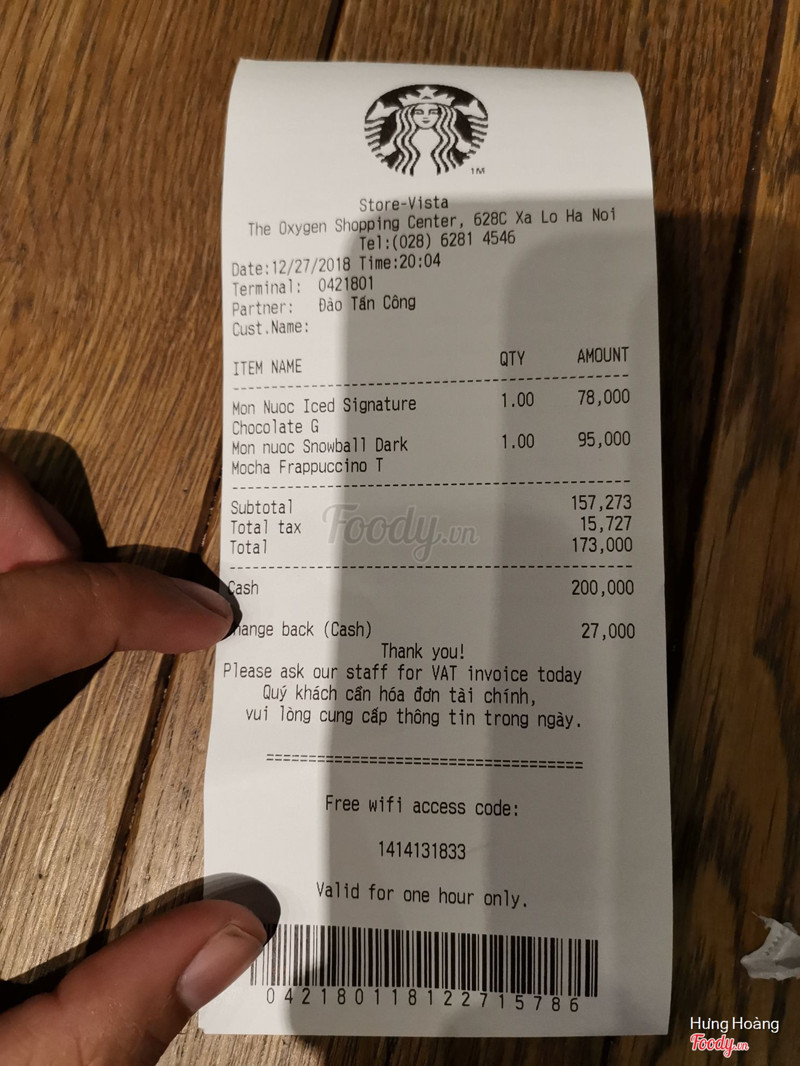 TM
Store-Vista
The Oxygen Shopping Center, 628C Xa Lo Ha Noi
Tel:(028) 6281 4546
Date:12/27/2018 Time:20:04
Terminal: 0421801
Partner: Đào Tấn Công
Cust.Name:
ITEM NAME QTY AMOUNT
Mon Nuoc Iced Signature 1.00 78,000
Chocolate G
Mon nuoc Snowball Dark 1.00 95,000
Mocha Frappuccino T
Subtotal 157,273
Total tax 15,727
Total 173,000
Foody.vn
Cash 200,000
hange back (Cash) 27,000
Thank you!
Please ask our staff for VAT invoice today
Quý khách cần hóa đơn tài chính,
vui lòng cung cấp thông tin trong ngày.
===================================
Free wifi access code:
1414131833
Valid for one hour only.
04218011812271​5786
Hưng Hoàng
Foody.vn